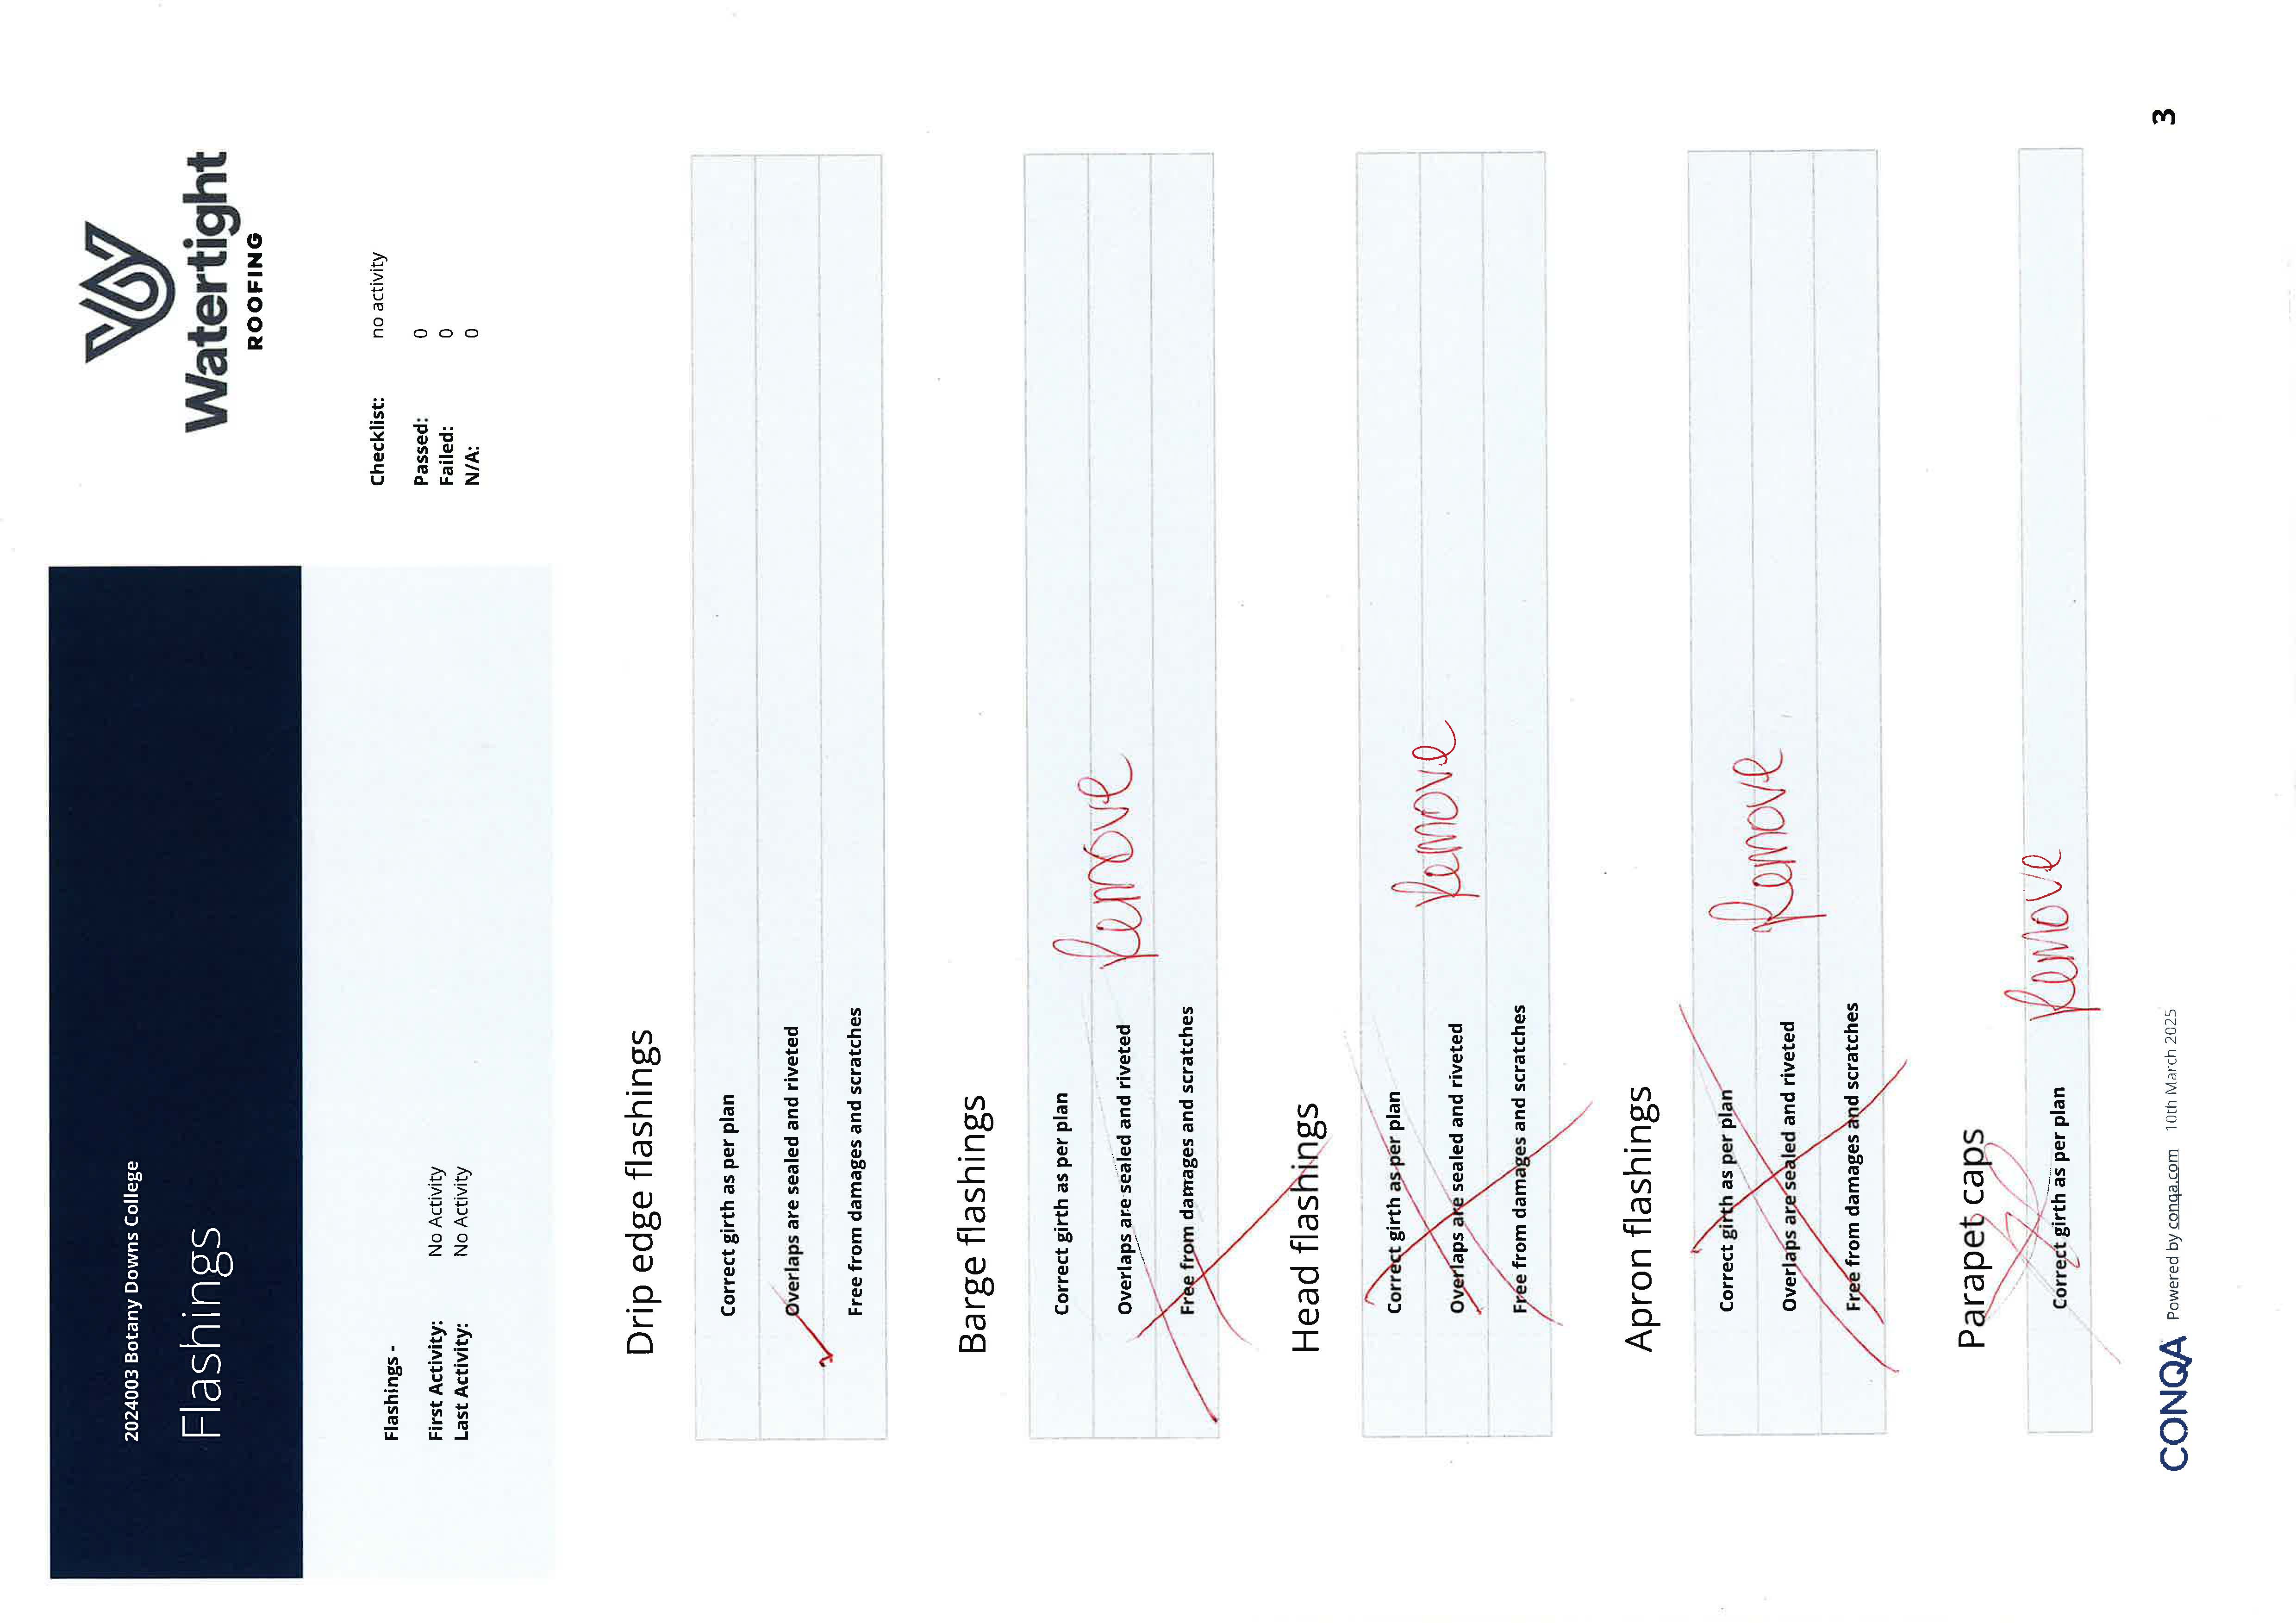 2024003 Botany Downs College
Flashings
Watertight
ROOFING
Flashings -
First Activity: No Activity
Last Activity: No Activity
Checklist: no activity
Passed: 0
Failed: 0
N/A: 0
Drip edge flashings
Correct girth as per plan
Overlaps are sealed and riveted
Free from damages and scratches
Barge flashings
Correct girth as per plan
Remove
Overlaps are sealed and riveted
Free from damages and scratches
Head flashings
Correct girth as per plan
Remove
Overlaps are sealed and riveted
Free from damages and scratches
Apron flashings
Correct girth as per plan
Remove
Overlaps are sealed and riveted
Free from damages and scratches
Parapet caps
Correct girth as per plan Remove
CONQA Powered by conqa.com 10th March 2025
3